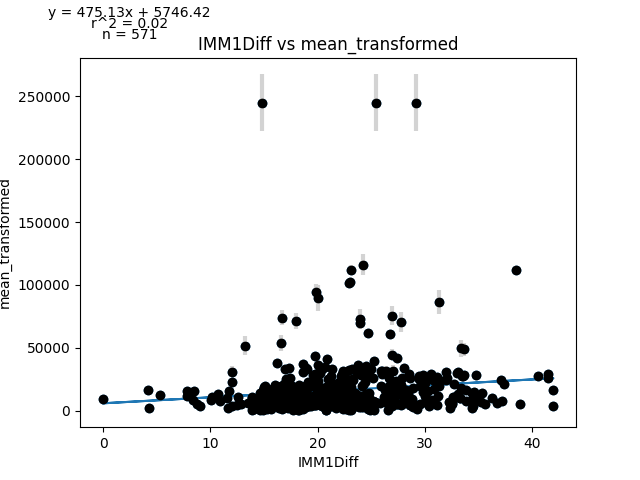 y = 475.13x + 5746.42
r^2 = 0.02
n = 571
IMM1Diff vs mean_transformed
250000
200000
150000
100000
50000
0
mean_transformed
0 10 20 30 40
IMM1Diff